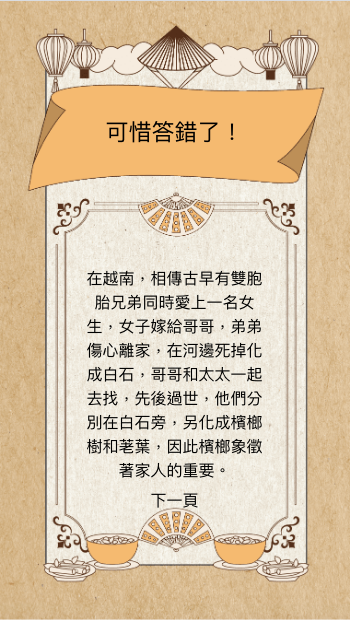 可惜答錯了！
在越南，相傳古早有雙胞
胎兄弟同時愛上一名女
生，女子嫁給哥哥，弟弟
傷心離家，在河邊死掉化
成白石，哥哥和太太一起
去找，先後過世，他們分
別在白石旁，另化成檳榔
樹和荖葉，因此檳榔象徵
著家人的重要。
下一頁